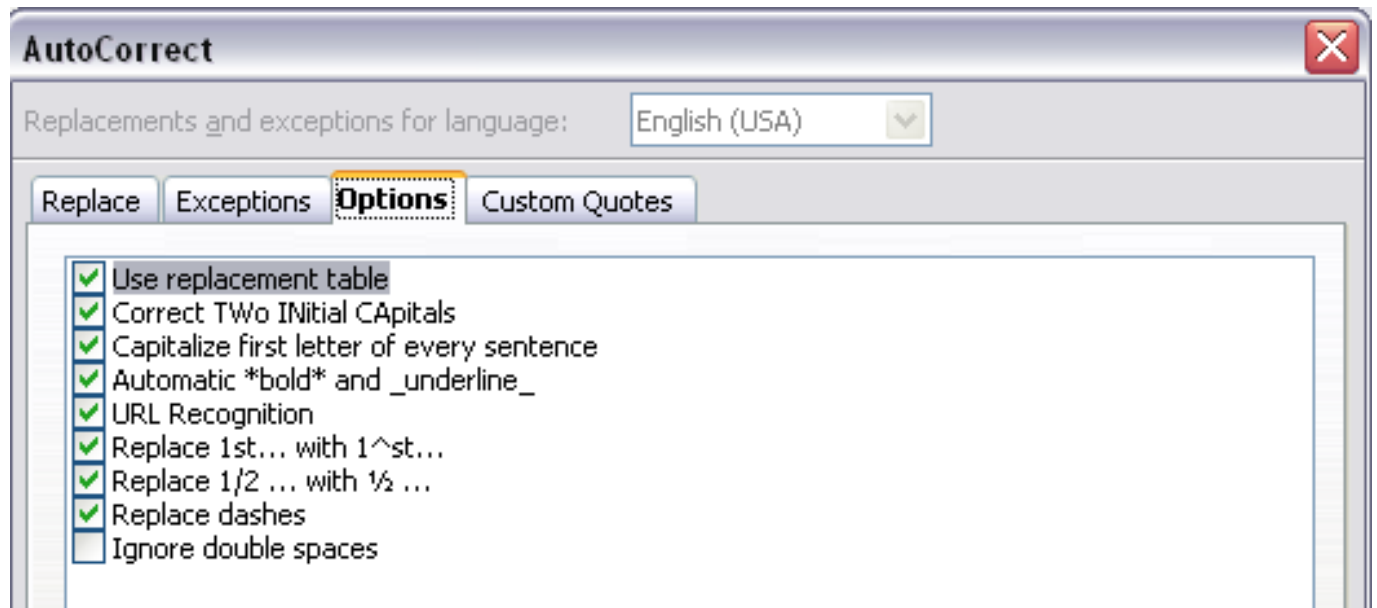 AutoCorrect
Replacements and exceptions for language: English (USA)
Replace Exceptions Options Custom Quotes
Use replacement table
Correct TWo INitial CApitals
Capitalize first letter of every sentence
Automatic *bold* and _underline_
URL Recognition
Replace 1st... with 1^st...
Replace 1/2 ... with ½ ...
Replace dashes
Ignore double spaces